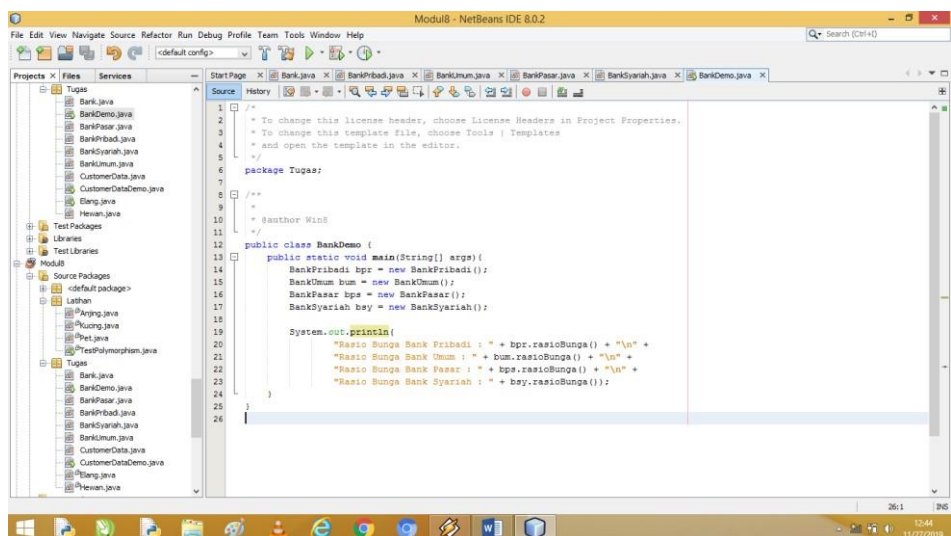 Modul8 - NetBeans IDE 8.0.2
File Edit View Navigate Source Refactor Run Debug Profile Team Tools Window Help
Search (Ctrl+I)
<default config>
Projects Files Services
Start Page Bank.java BankPribadi.java BankUmum.java BankPasar.java BankSyariah.java BankDemo.java
Source History
Tugas
Bank.java
BankDemo.java
BankPasar.java
BankPribadi.java
BankSyariah.java
BankUmum.java
CustomerData.java
CustomerDataDemo.java
Elang.java
Hewan.java
Test Packages
Libraries
Test Libraries
Modul8
Source Packages
<default package>
Latihan
Anjing.java
Kucing.java
Pet.java
TestPolymorphism.java
Tugas
Bank.java
BankDemo.java
BankPasar.java
BankPribadi.java
BankSyariah.java
BankUmum.java
CustomerData.java
CustomerDataDemo.java
Elang.java
Hewan.java
1 /*
2 * To change this license header, choose License Headers in Project Properties.
3 * To change this template file, choose Tools | Templates
4 * and open the template in the editor.
5 */
6 package Tugas;
7
8 /**
9 *
10 * @author Win8
11 */
12 public class BankDemo {
13 public static void main(String[] args){
14 BankPribadi bpr = new BankPribadi();
15 BankUmum bum = new BankUmum();
16 BankPasar bps = new BankPasar();
17 BankSyariah bsy = new BankSyariah();
18
19 System.out.println(
20 "Rasio Bunga Bank Pribadi : " + bpr.rasioBunga() + "\n" +
21 "Rasio Bunga Bank Umum : " + bum.rasioBunga() + "\n" +
22 "Rasio Bunga Bank Pasar : " + bps.rasioBunga() + "\n" +
23 "Rasio Bunga Bank Syariah : " + bsy.rasioBunga());
24 }
25 }
26
26:1 INS
12:44
11/27/2019